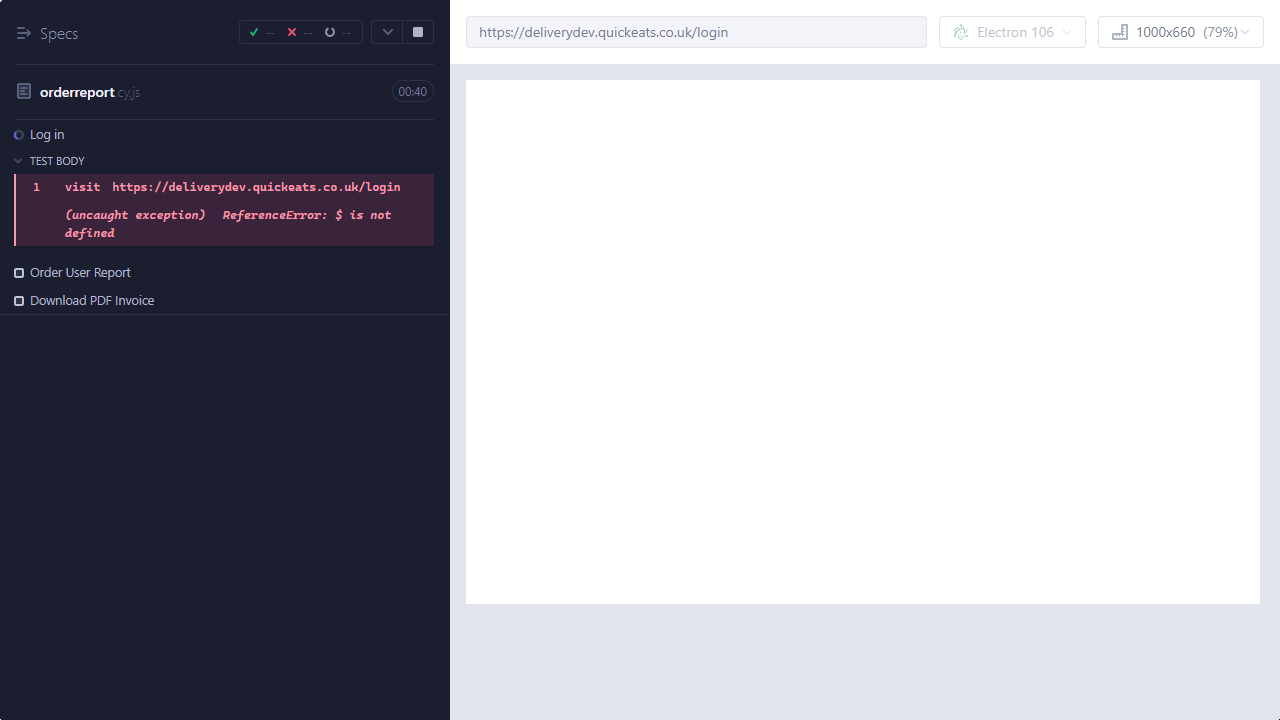 Specs
-- -- --
https://deliverydev.quickeats.co.uk/login
Electron 106
1000x660 (79%)
orderreport.cy.js
00:40
Log in
TEST BODY
1 visit https://deliverydev.quickeats.co.uk/login
(uncaught exception) ReferenceError: $ is not
defined
Order User Report
Download PDF Invoice